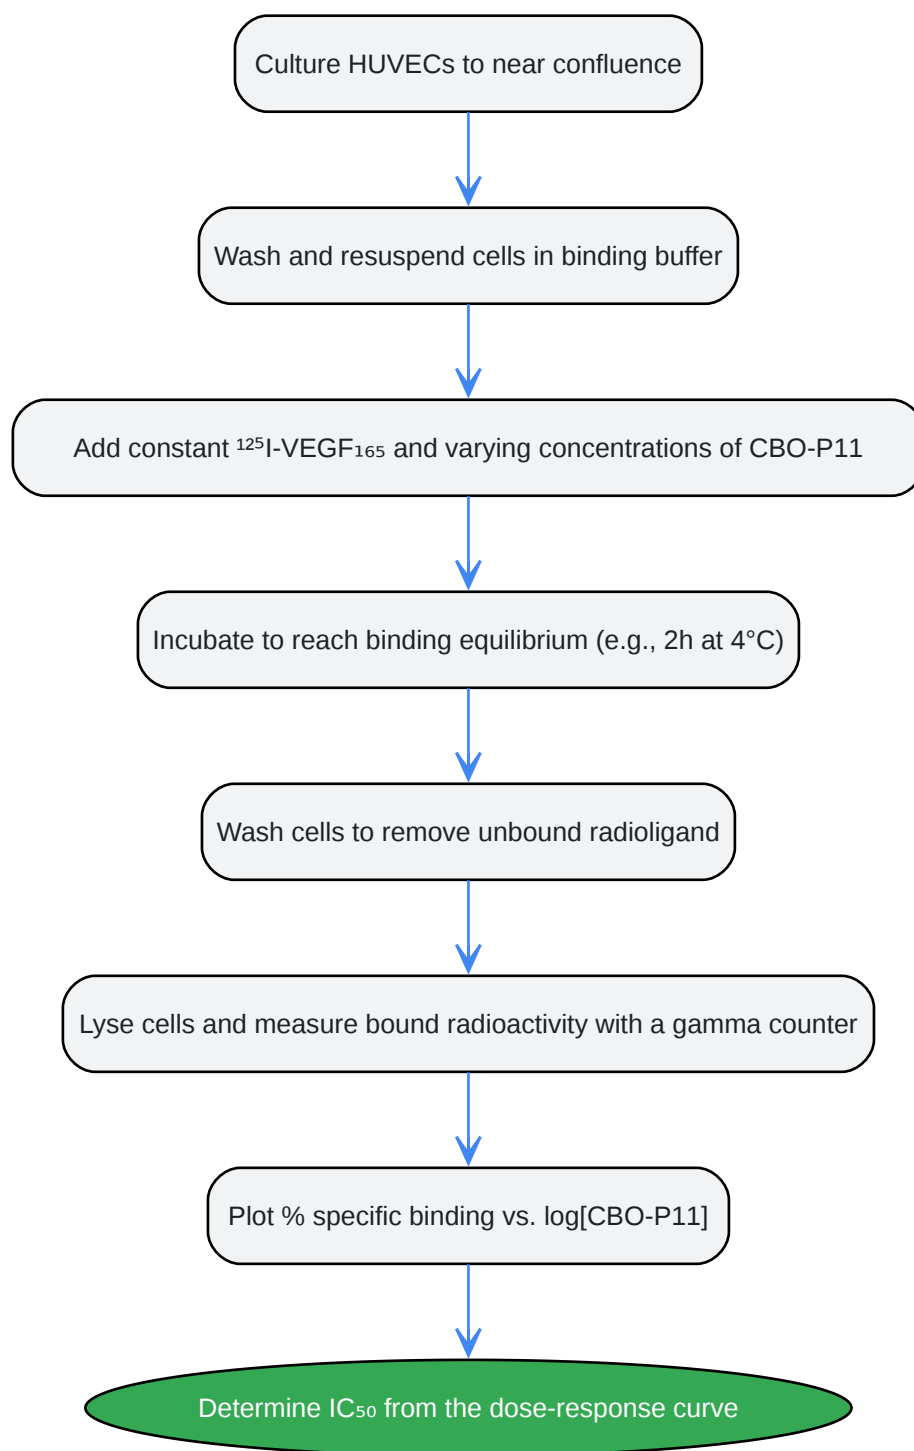 Culture HUVECs to near confluence
Wash and resuspend cells in binding buffer
Add constant ¹²⁵I-VEGF₁₆₅ and varying concentrations of CBO-P11
Incubate to reach binding equilibrium (e.g., 2h at 4°C)
Wash cells to remove unbound radioligand
Lyse cells and measure bound radioactivity with a gamma counter
Plot % specific binding vs. log[CBO-P11]
Determine IC₅₀ from the dose-response curve